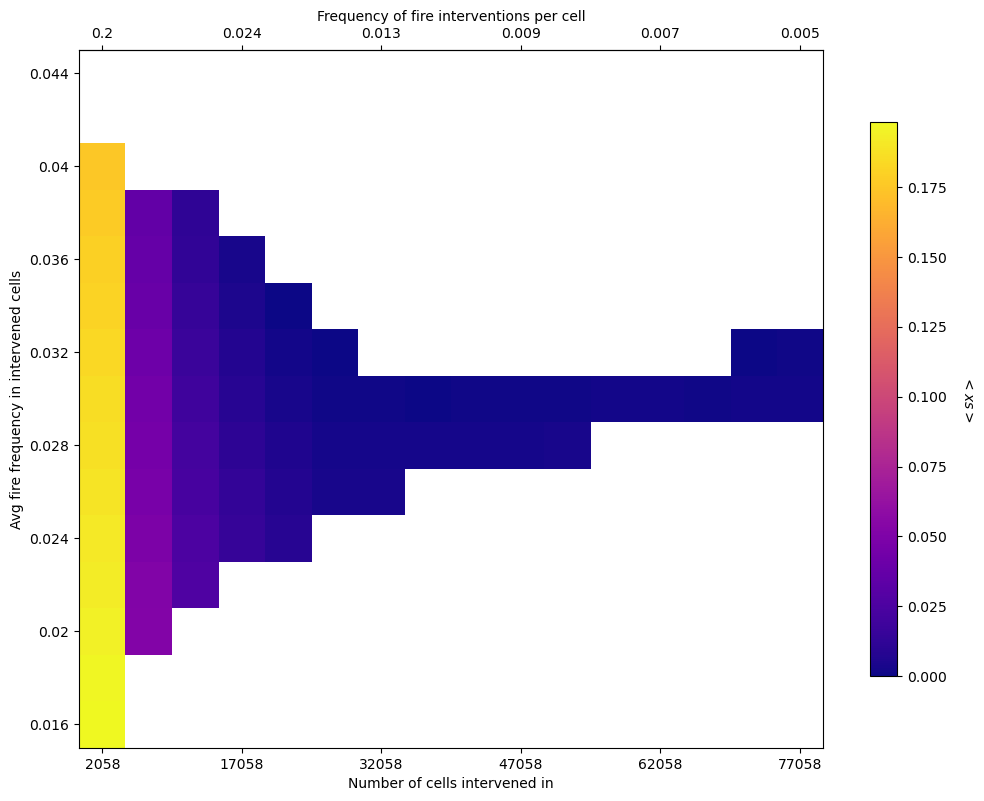 Frequency of fire interventions per cell
0.2 0.024 0.013 0.009 0.007 0.005
Avg fire frequency in intervened cells
0.044
0.04
0.036
0.032
0.028
0.024
0.02
0.016
2058 17058 32058 47058 62058 77058
Number of cells intervened in
0.175
0.150
0.125
0.100
0.075
0.050
0.025
0.000
< sx >